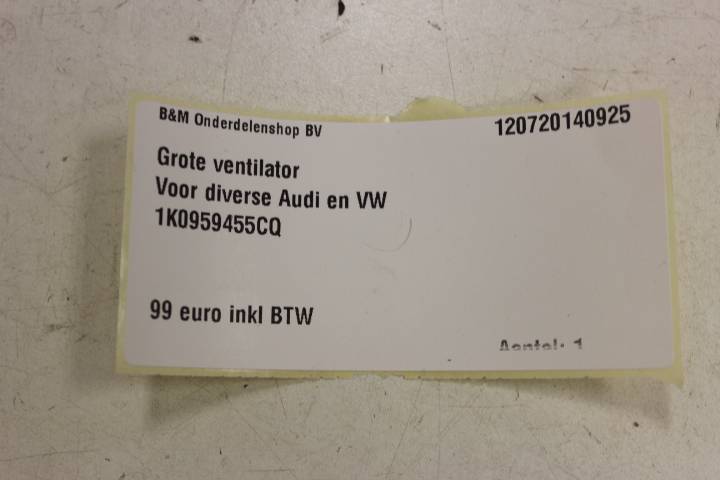 B&M Onderdelenshop BV
120720140925
Grote ventilator
Voor diverse Audi en VW
1K0959455CQ
99 euro inkl BTW
Aantal: 1